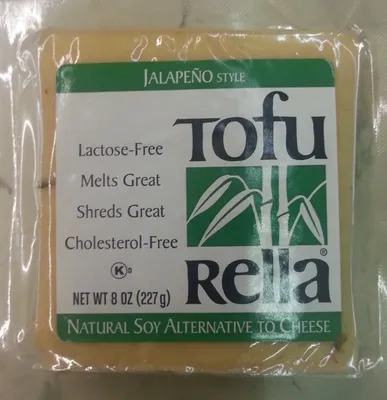 JALAPEÑO STYLE
TOFU
Lactose-Free
Melts Great
Shreds Great
Cholesterol-Free
K D
Rella®
NET WT 8 OZ (227g)
NATURAL SOY ALTERNATIVE TO CHEESE